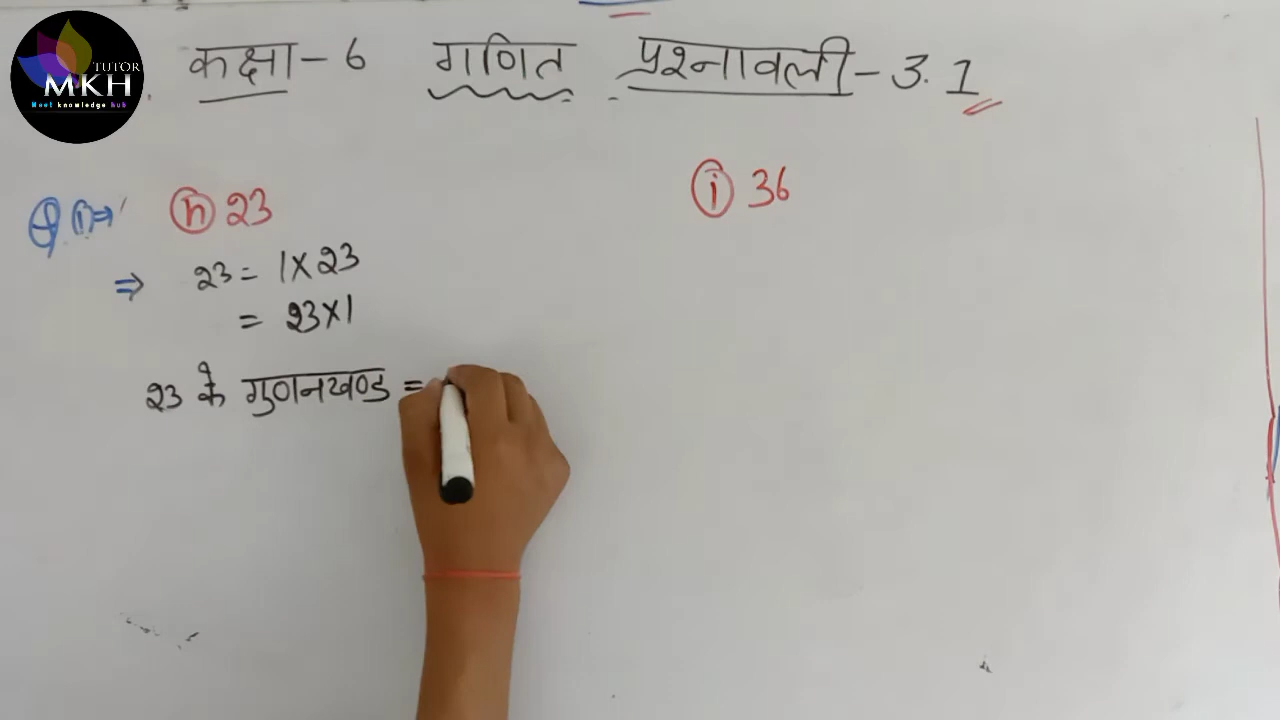 TUTOR
MKH
Meet knowledge hub
कक्षा-6 गणित प्रश्नावली-3.1
Q1⇒ (h) 23
⇒ 23 = 1×23
= 23×1
23 के गुणनखण्ड =
(i) 36